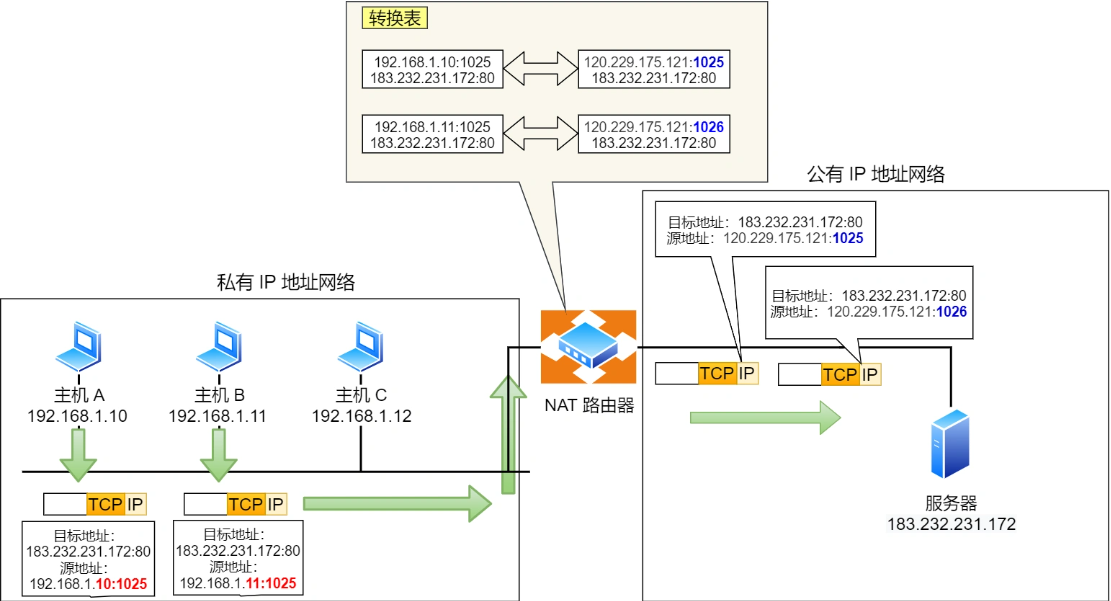 转换表
192.168.1.10:1025
183.232.231.172:80
120.229.175.121:1025
183.232.231.172:80
192.168.1.11:1025
183.232.231.172:80
120.229.175.121:1026
183.232.231.172:80
公有 IP 地址网络
目标地址：183.232.231.172:80
源地址：120.229.175.121:1025
目标地址：183.232.231.172:80
源地址：120.229.175.121:1026
私有 IP 地址网络
主机 A
192.168.1.10
主机 B
192.168.1.11
主机 C
192.168.1.12
NAT 路由器
TCP IP
TCP IP
服务器
183.232.231.172
TCP IP
TCP IP
目标地址：
183.232.231.172:80
源地址：
192.168.1.10:1025
目标地址：
183.232.231.172:80
源地址：
192.168.1.11:1025